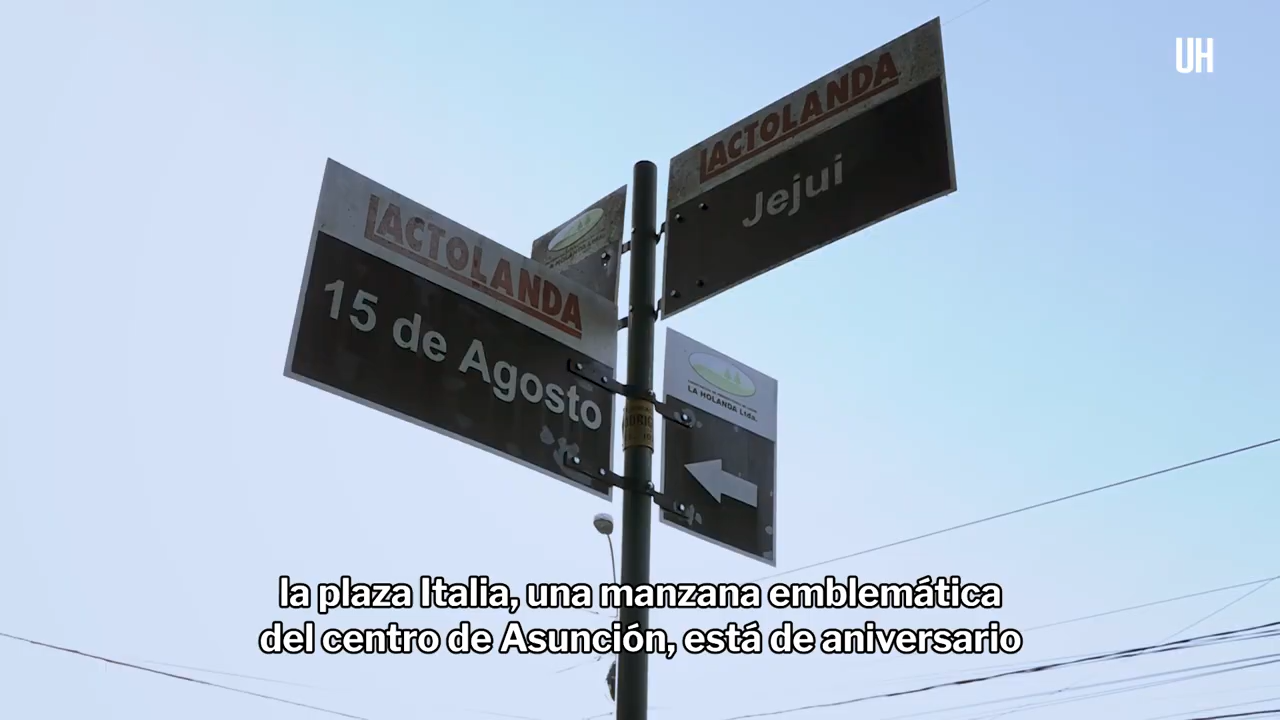 UH
LACTOLANDA
Jejui
LACTOLANDA
15 de Agosto
LA HOLANDA Ltda.
la plaza Italia, una manzana emblemática
del centro de Asunción, está de aniversario